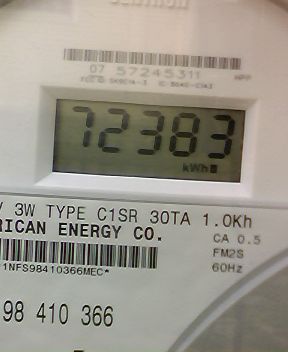 07 57245311 MPP
72383
kWh
V 3W TYPE C1SR 30TA 1.0Kh
RICAN ENERGY CO.
CA 0.5
FM2S
60Hz
1NFS98410366MEC*
98 410 366